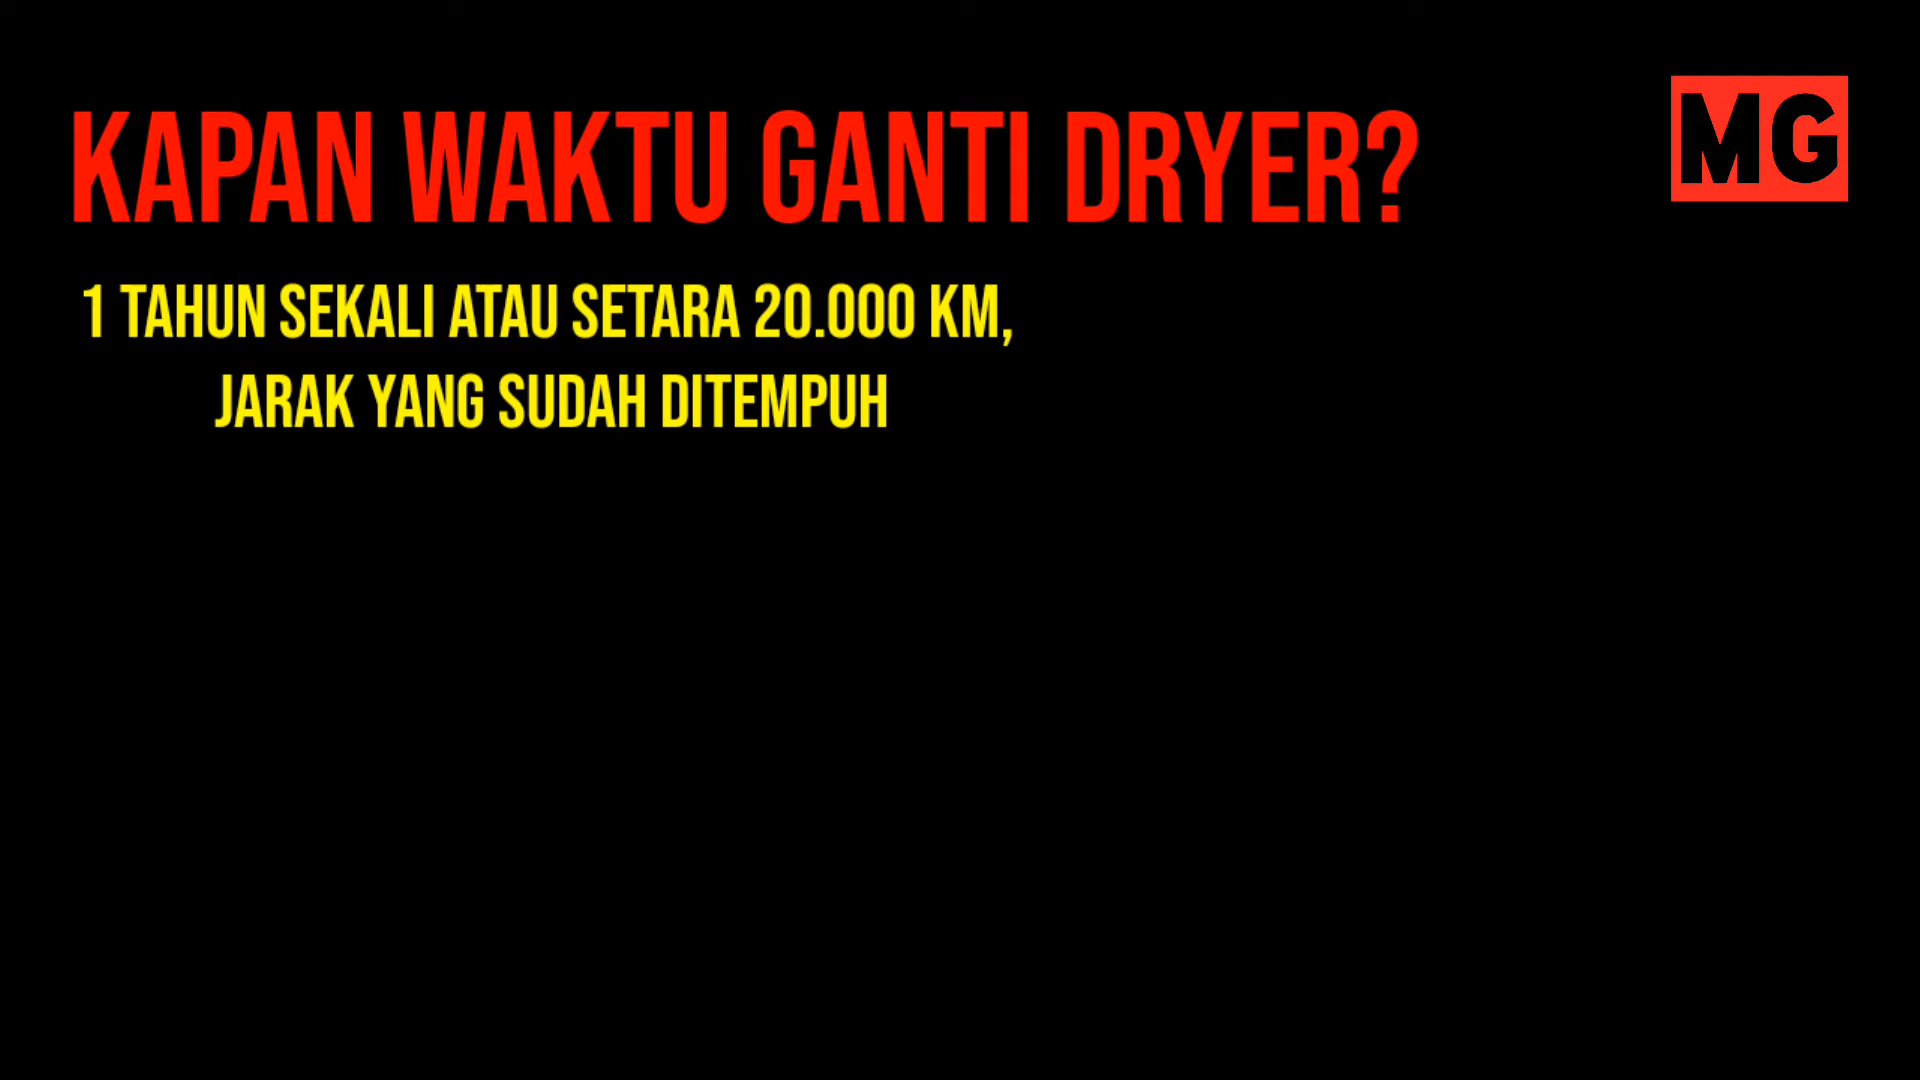 KAPAN WAKTU GANTI DRYER?
MG
1 TAHUN SEKALI ATAU SETARA 20.000 KM,
JARAK YANG SUDAH DITEMPUH